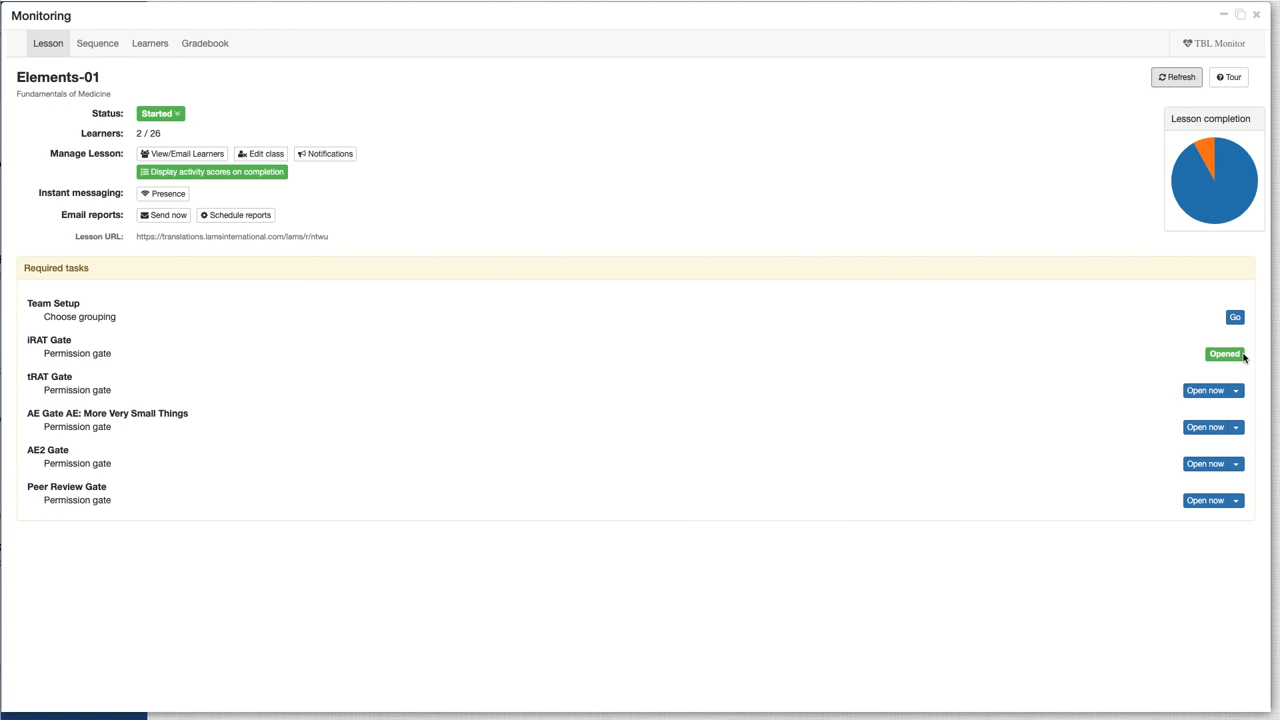 Monitoring
Lesson Sequence Learners Gradebook TBL Monitor
Elements-01 Refresh Tour
Fundamentals of Medicine
Status: Started
Lesson completion
Learners: 2 / 26
Manage Lesson: View/Email Learners Edit class Notifications
Display activity scores on completion
Instant messaging: Presence
Email reports: Send now Schedule reports
Lesson URL: https://translations.lamsinternational.com/lams/r/ntwu
Required tasks
Team Setup
Choose grouping Go
iRAT Gate
Permission gate Opened
tRAT Gate
Permission gate Open now
AE Gate AE: More Very Small Things
Permission gate Open now
AE2 Gate
Permission gate Open now
Peer Review Gate
Permission gate Open now